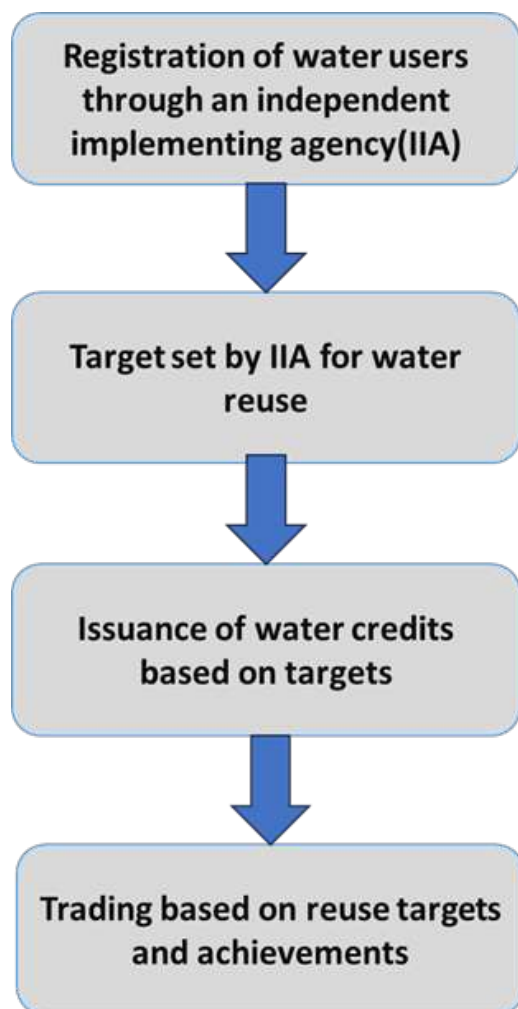 Registration of water users
through an independent
implementing agency(IIA)
Target set by IIA for water
reuse
Issuance of water credits
based on targets
Trading based on reuse targets
and achievements